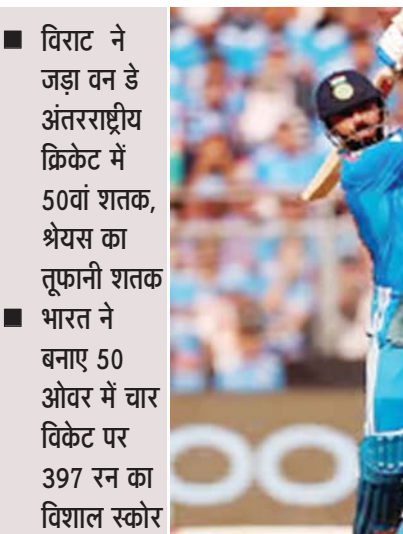 ■ विराट ने
जड़ा वन डे
अंतरराष्ट्रीय
क्रिकेट में
50वां शतक,
श्रेयस का
तूफानी शतक
■ भारत ने
बनाए 50
ओवर में चार
विकेट पर
397 रन का
विशाल स्कोर